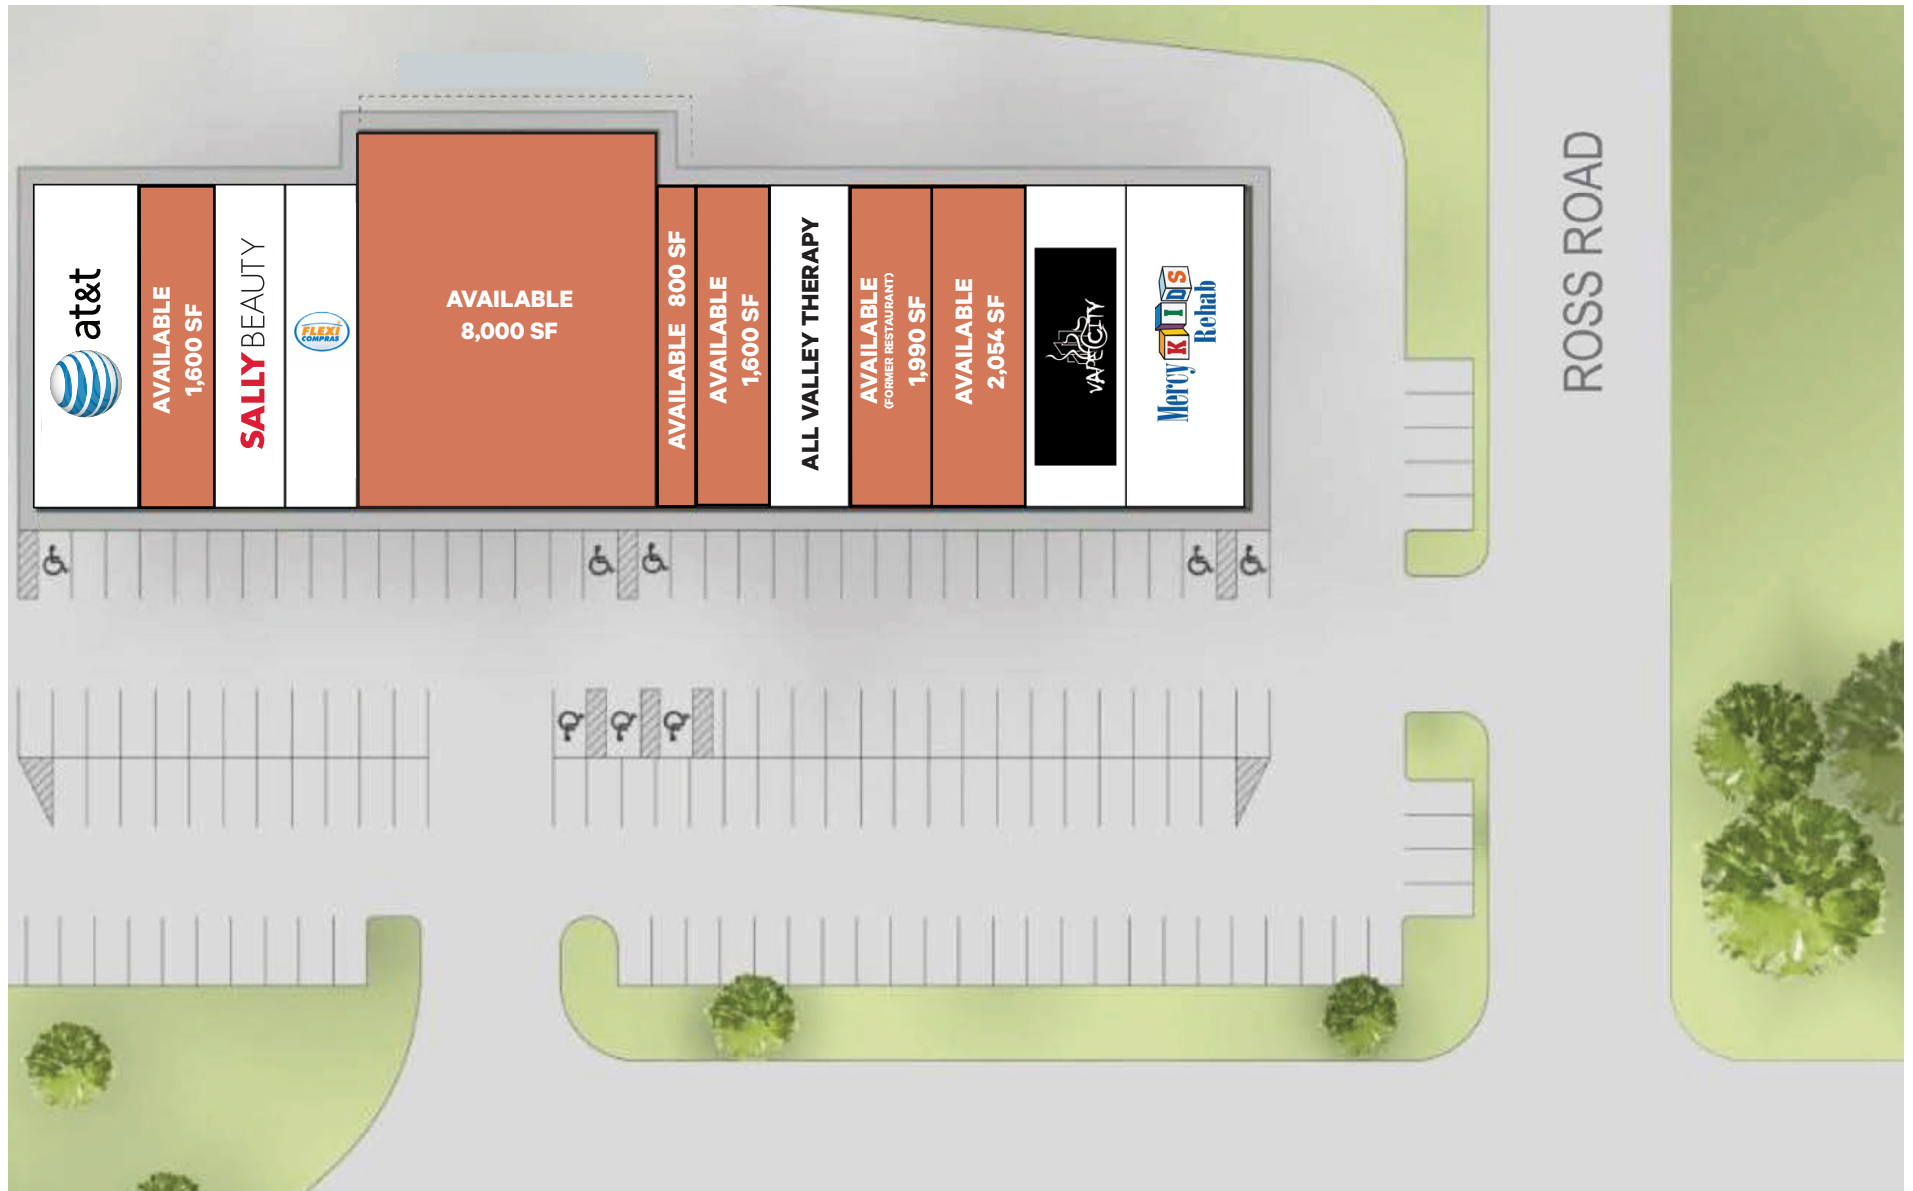 at&t
AVAILABLE
1,600 SF
SALLY BEAUTY
FLEXI
COMPRAS
AVAILABLE
8,000 SF
AVAILABLE 800 SF
AVAILABLE
1,600 SF
ALL VALLEY THERAPY
AVAILABLE
(FORMER RESTAURANT)
1,990 SF
AVAILABLE
2,054 SF
VAPE CITY
Mercy KIDS
Rehab
ROSS ROAD